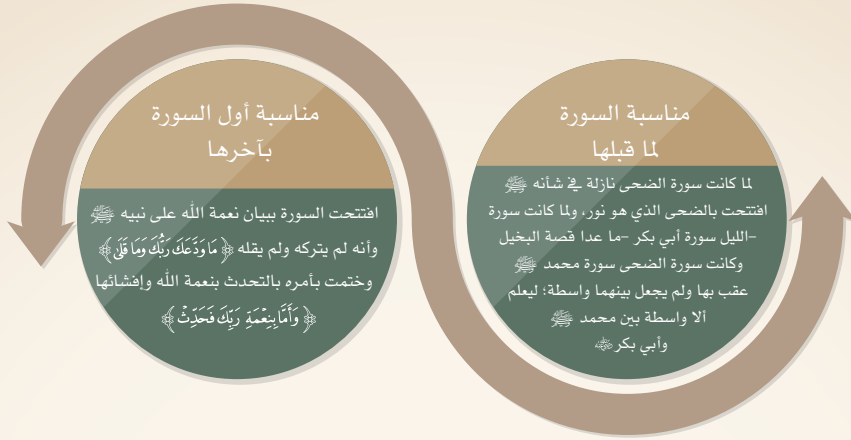 مناسبة السورة
لما قبلها
لما كانت سورة الضحى نازلة في شأنه ﷺ
افتتحت بالضحى الذي هو نور، ولما كانت سورة
الليل سورة أبي بكر –ما عدا قصة البخيل–
وكانت سورة الضحى سورة محمد ﷺ
عقب بها ولم يجعل بينهما واسطة؛ ليعلم
ألا واسطة بين محمد ﷺ
وأبي بكر ؓ
مناسبة أول السورة
بآخرها
افتتحت السورة ببيان نعمة الله على نبيه ﷺ
وأنه لم يتركه ولم يقله ﴿مَا وَدَّعَكَ رَبُّكَ وَمَا قَلَىٰ﴾
وختمت بأمره بالتحدث بنعمة الله وإفشائها
﴿وَأَمَّا بِنِعْمَةِ رَبِّكَ فَحَدِّثْ﴾